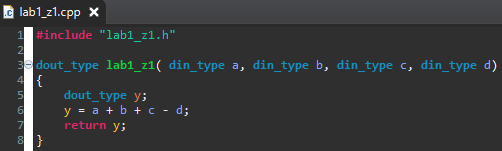 lab1_z1.cpp
1 #include "lab1_z1.h"
2
3 dout_type lab1_z1( din_type a, din_type b, din_type c, din_type d)
4 {
5     dout_type y;
6     y = a + b + c - d;
7     return y;
8 }